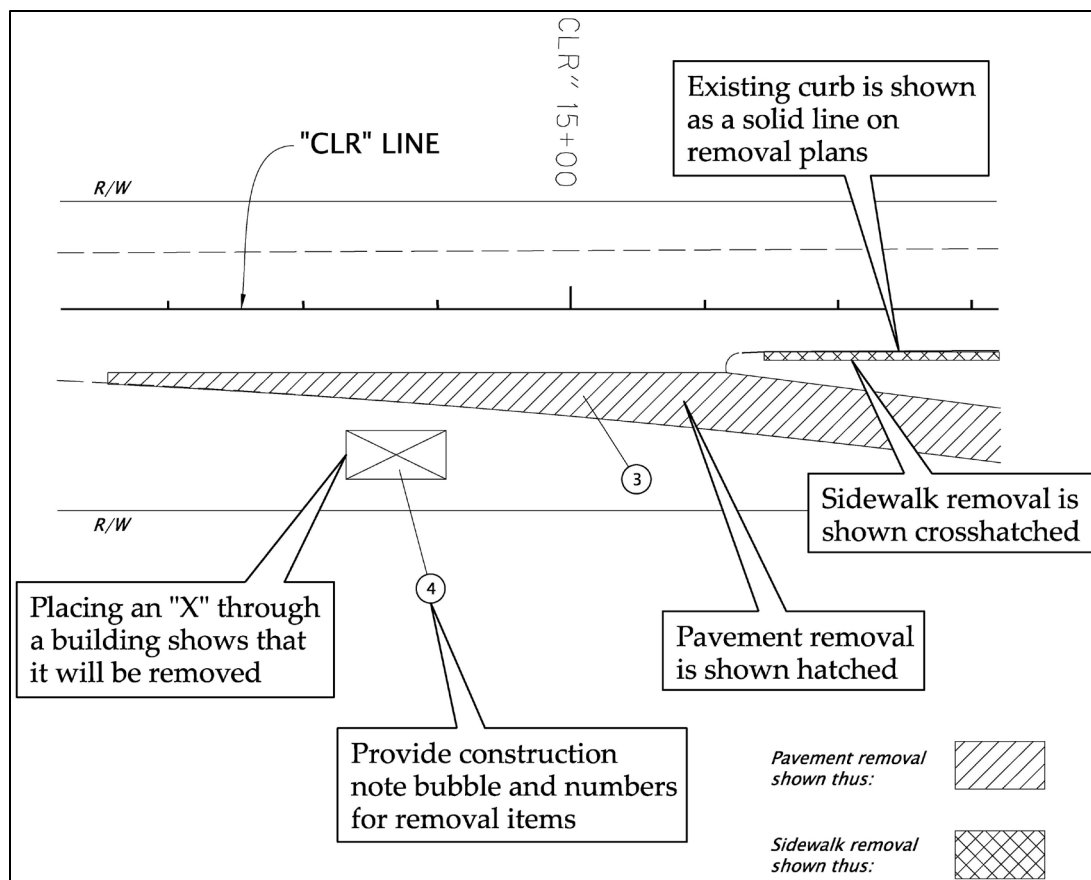 CLR" 15+00
Existing curb is shown
as a solid line on
removal plans
"CLR" LINE
R/W
3
Sidewalk removal is
shown crosshatched
R/W
4
Placing an "X" through
a building shows that
it will be removed
Pavement removal
is shown hatched
Provide construction
note bubble and numbers
for removal items
Pavement removal
shown thus:
Sidewalk removal
shown thus: